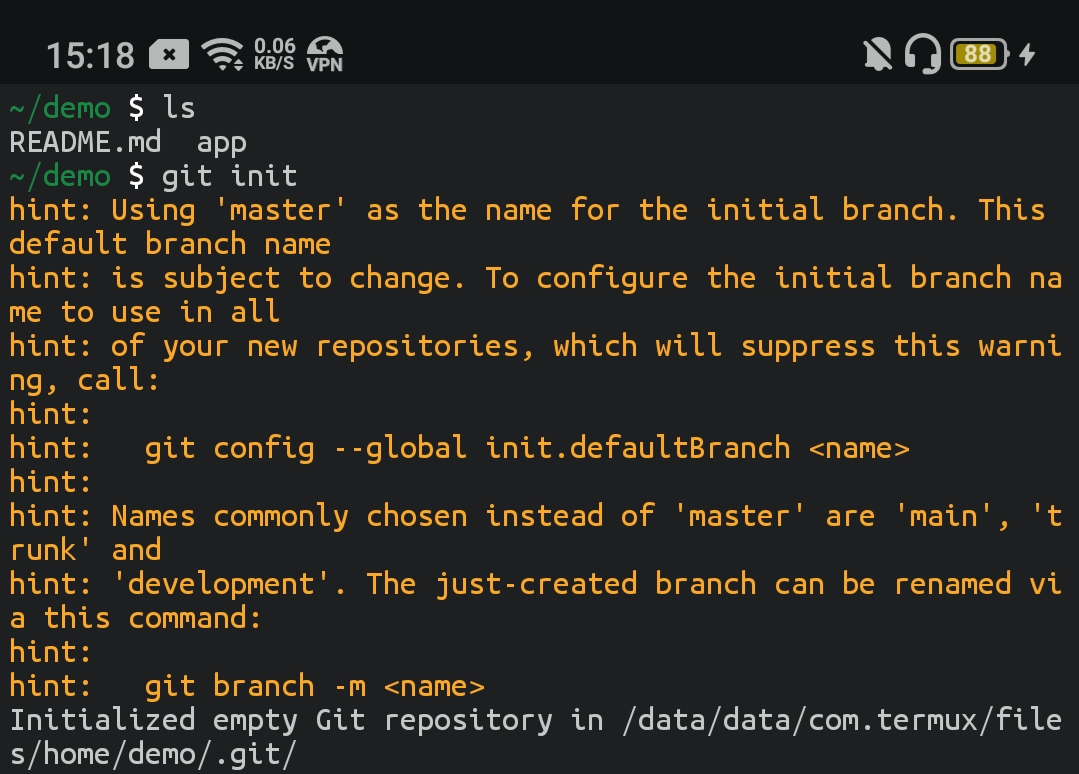 15:18 0.06 KB/S VPN 88
~/demo $ ls
README.md  app
~/demo $ git init
hint: Using 'master' as the name for the initial branch. This
default branch name
hint: is subject to change. To configure the initial branch na
me to use in all
hint: of your new repositories, which will suppress this warni
ng, call:
hint:
hint:   git config --global init.defaultBranch <name>
hint:
hint: Names commonly chosen instead of 'master' are 'main', 't
runk' and
hint: 'development'. The just-created branch can be renamed vi
a this command:
hint:
hint:   git branch -m <name>
Initialized empty Git repository in /data/data/com.termux/file
s/home/demo/.git/